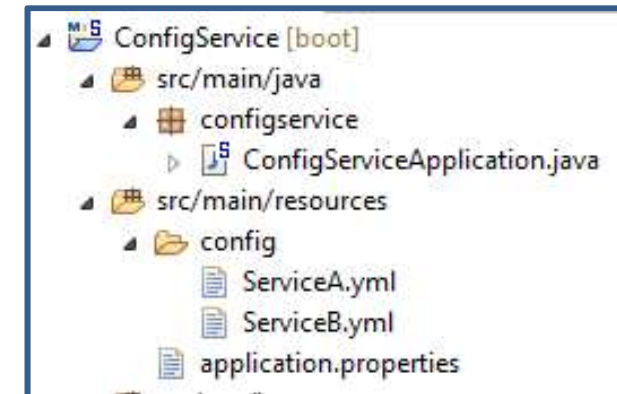 ConfigService [boot]
src/main/java
configservice
ConfigServiceApplication.java
src/main/resources
config
ServiceA.yml
ServiceB.yml
application.properties